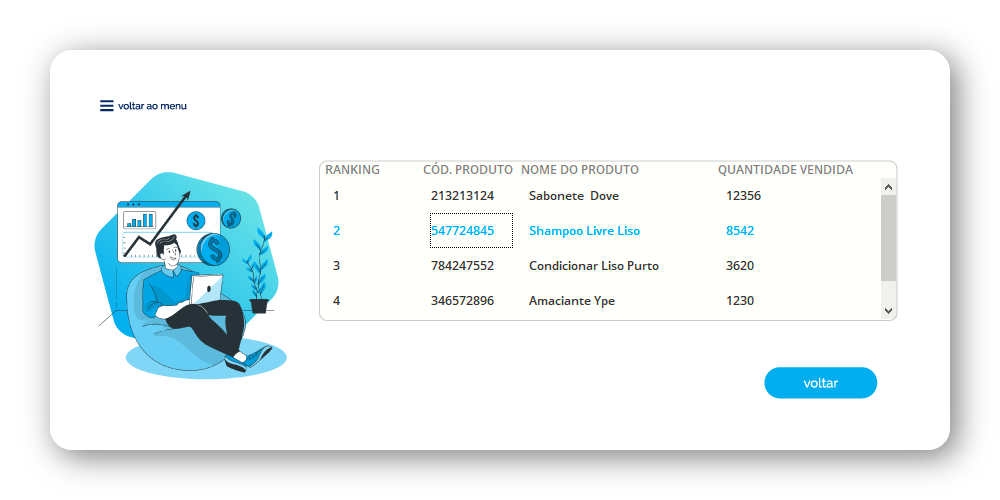 voltar ao menu
RANKING CÓD. PRODUTO NOME DO PRODUTO QUANTIDADE VENDIDA
1 213213124 Sabonete Dove 12356
2 547724845 Shampoo Livre Liso 8542
3 784247552 Condicionar Liso Purto 3620
4 346572896 Amaciante Ype 1230
voltar